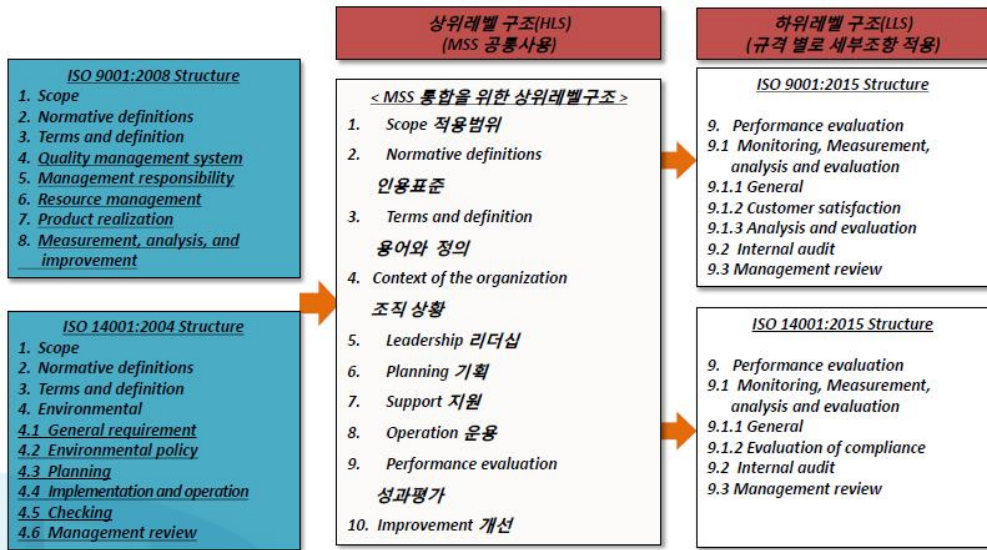 상위레벨 구조(HLS)
(MSS 공통사용)
하위레벨 구조(LLS)
(규격 별로 세부조항 적용)
ISO 9001:2008 Structure
1. Scope
2. Normative definitions
3. Terms and definition
4. Quality management system
5. Management responsibility
6. Resource management
7. Product realization
8. Measurement, analysis, and
improvement
ISO 14001:2004 Structure
1. Scope
2. Normative definitions
3. Terms and definition
4. Environmental
4.1 General requirement
4.2 Environmental policy
4.3 Planning
4.4 Implementation and operation
4.5 Checking
4.6 Management review
< MSS 통합을 위한 상위레벨구조 >
1. Scope 적용범위
2. Normative definitions
인용표준
3. Terms and definition
용어와 정의
4. Context of the organization
조직 상황
5. Leadership 리더십
6. Planning 기획
7. Support 지원
8. Operation 운용
9. Performance evaluation
성과평가
10. Improvement 개선
ISO 9001:2015 Structure
9. Performance evaluation
9.1 Monitoring, Measurement,
analysis and evaluation
9.1.1 General
9.1.2 Customer satisfaction
9.1.3 Analysis and evaluation
9.2 Internal audit
9.3 Management review
ISO 14001:2015 Structure
9. Performance evaluation
9.1 Monitoring, Measurement,
analysis and evaluation
9.1.1 General
9.1.2 Evaluation of compliance
9.2 Internal audit
9.3 Management review